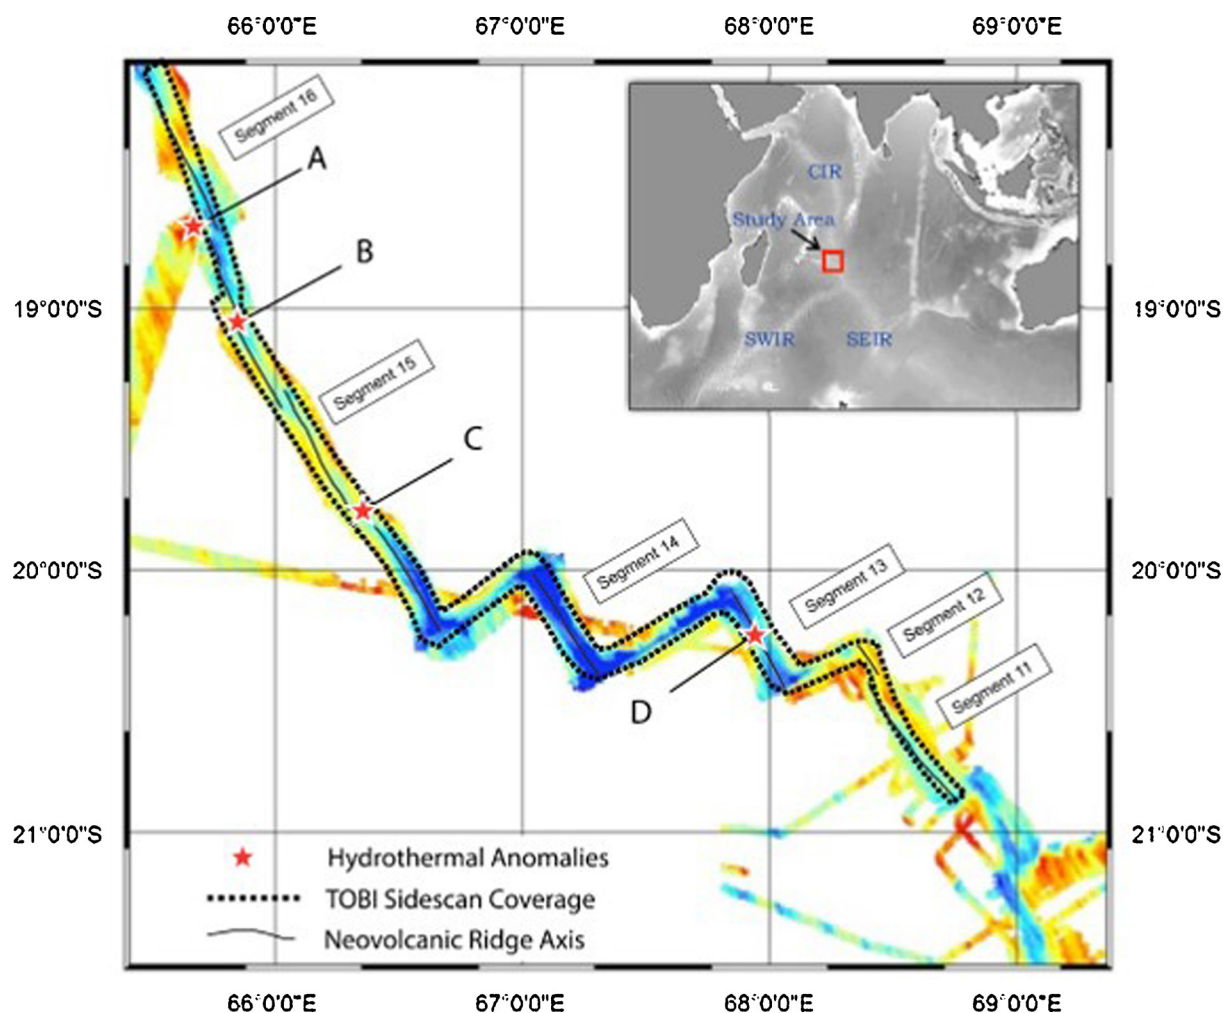 66°0'0"E 67°0'0"E 68°0'0"E 69°0'0"E
Segment 16
A
CIR
Study Area
B
19°0'0"S 19°0'0"S
SWIR SEIR
Segment 15
C
Segment 14
20°0'0"S 20°0'0"S
Segment 13
Segment 12
Segment 11
D
21°0'0"S 21°0'0"S
Hydrothermal Anomalies
TOBI Sidescan Coverage
Neovolcanic Ridge Axis
66°0'0"E 67°0'0"E 68°0'0"E 69°0'0"E